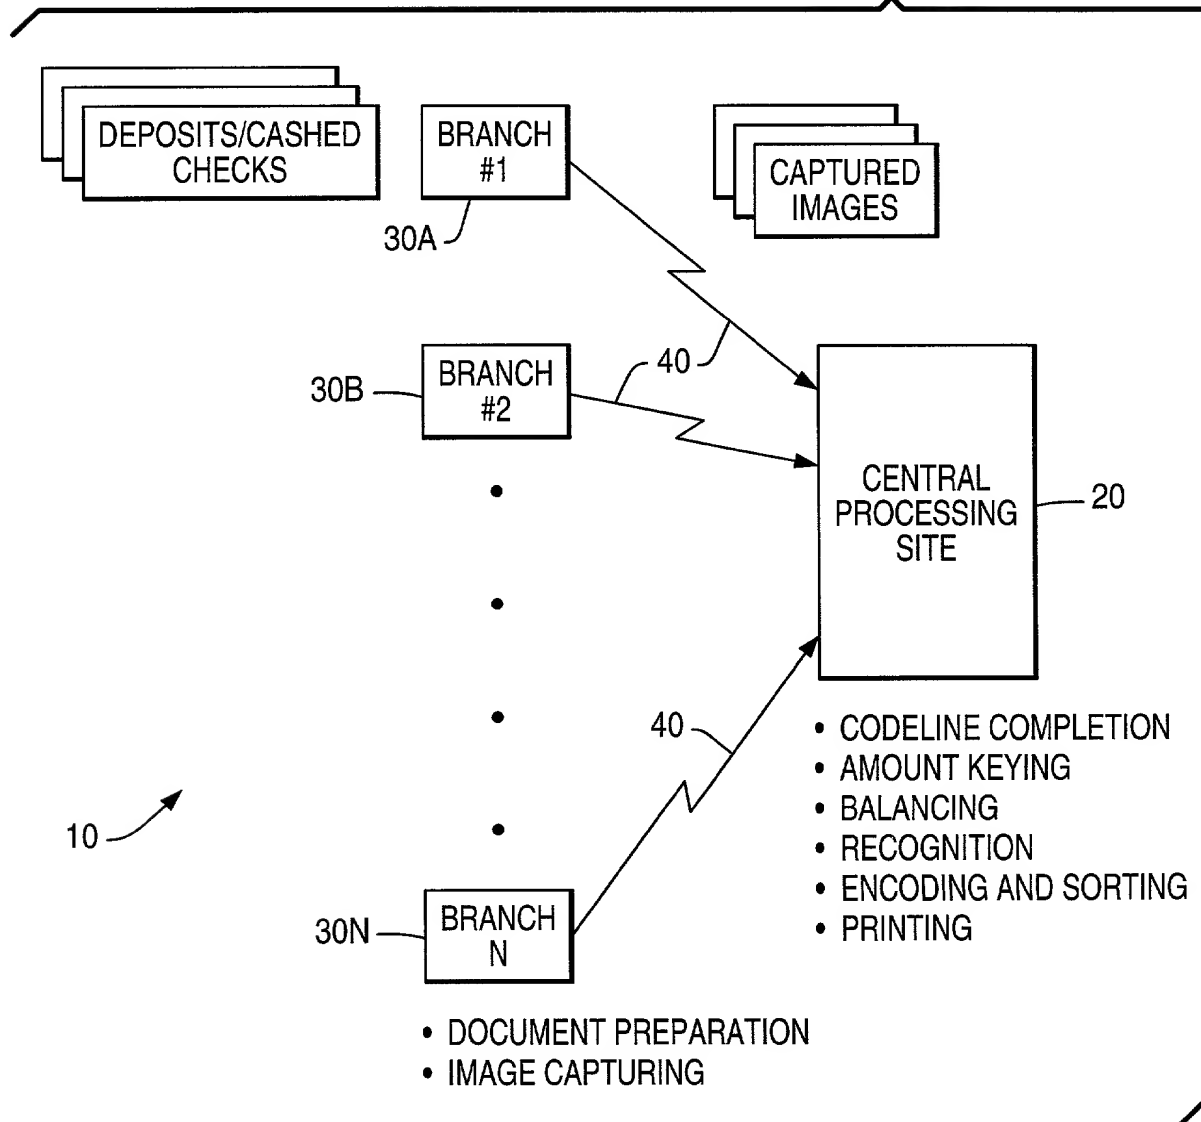 DEPOSITS/CASHED
CHECKS
BRANCH
#1
CAPTURED
IMAGES
30A
30B
BRANCH
#2
40
CENTRAL
PROCESSING
SITE
20
40
10
30N
BRANCH
N
• CODELINE COMPLETION
• AMOUNT KEYING
• BALANCING
• RECOGNITION
• ENCODING AND SORTING
• PRINTING
• DOCUMENT PREPARATION
• IMAGE CAPTURING